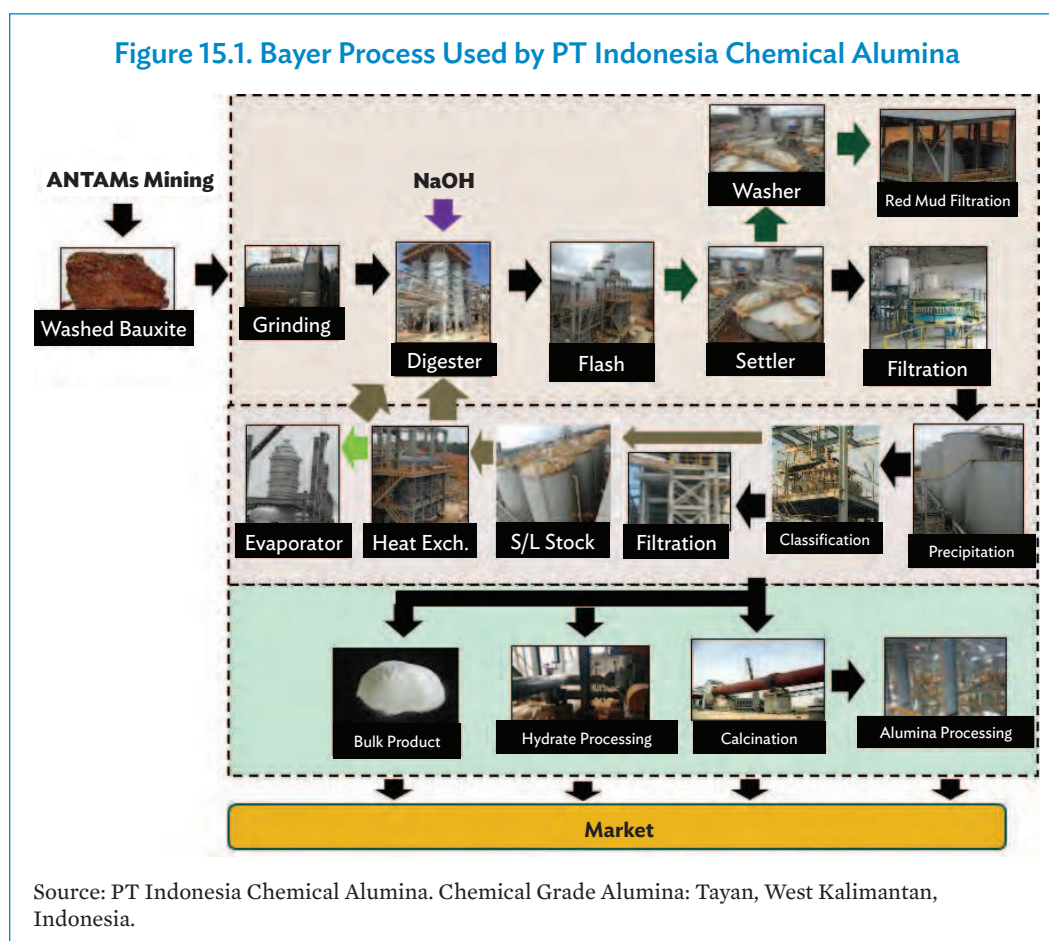 Figure 15.1. Bayer Process Used by PT Indonesia Chemical Alumina
ANTAMs Mining
NaOH
Washer
Red Mud Filtration
Washed Bauxite
Grinding
Digester
Flash
Settler
Filtration
Evaporator
Heat Exch.
S/L Stock
Filtration
Classification
Precipitation
Bulk Product
Hydrate Processing
Calcination
Alumina Processing
Market
Source: PT Indonesia Chemical Alumina. Chemical Grade Alumina: Tayan, West Kalimantan,
Indonesia.